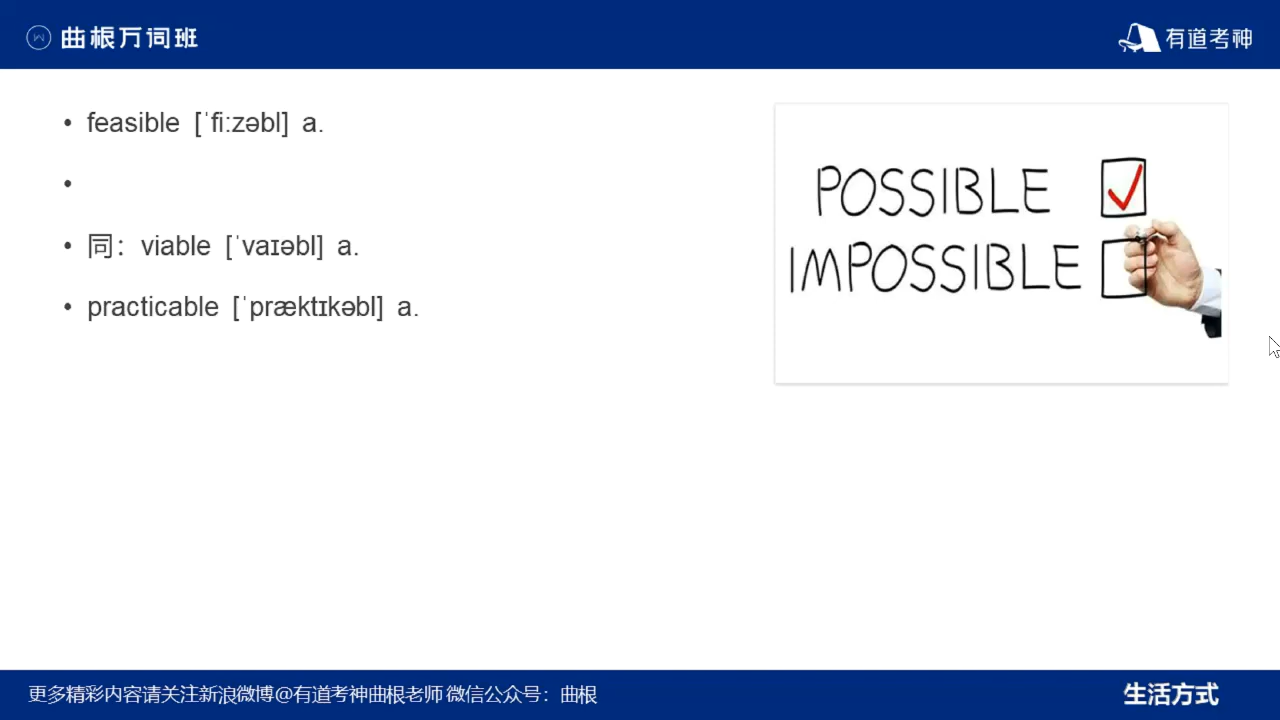 曲根万词班
有道考神
• feasible [ˈfiːzəbl] a.
•
• 同：viable [ˈvaɪəbl] a.
• practicable [ˈpræktɪkəbl] a.
POSSIBLE
IMPOSSIBLE
更多精彩内容请关注新浪微博@有道考神曲根老师 微信公众号：曲根
生活方式